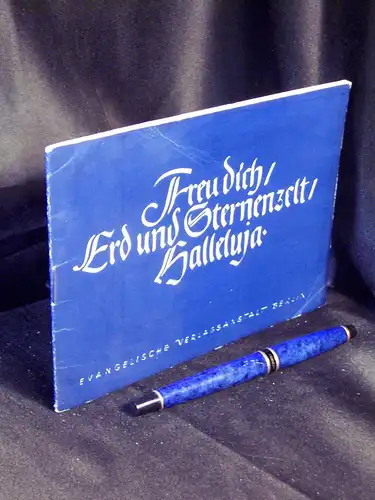 Freu dich/
Erd und Sternenzelt/
Halleluja·
EVANGELISCHE VERLAGSANSTALT BERLIN